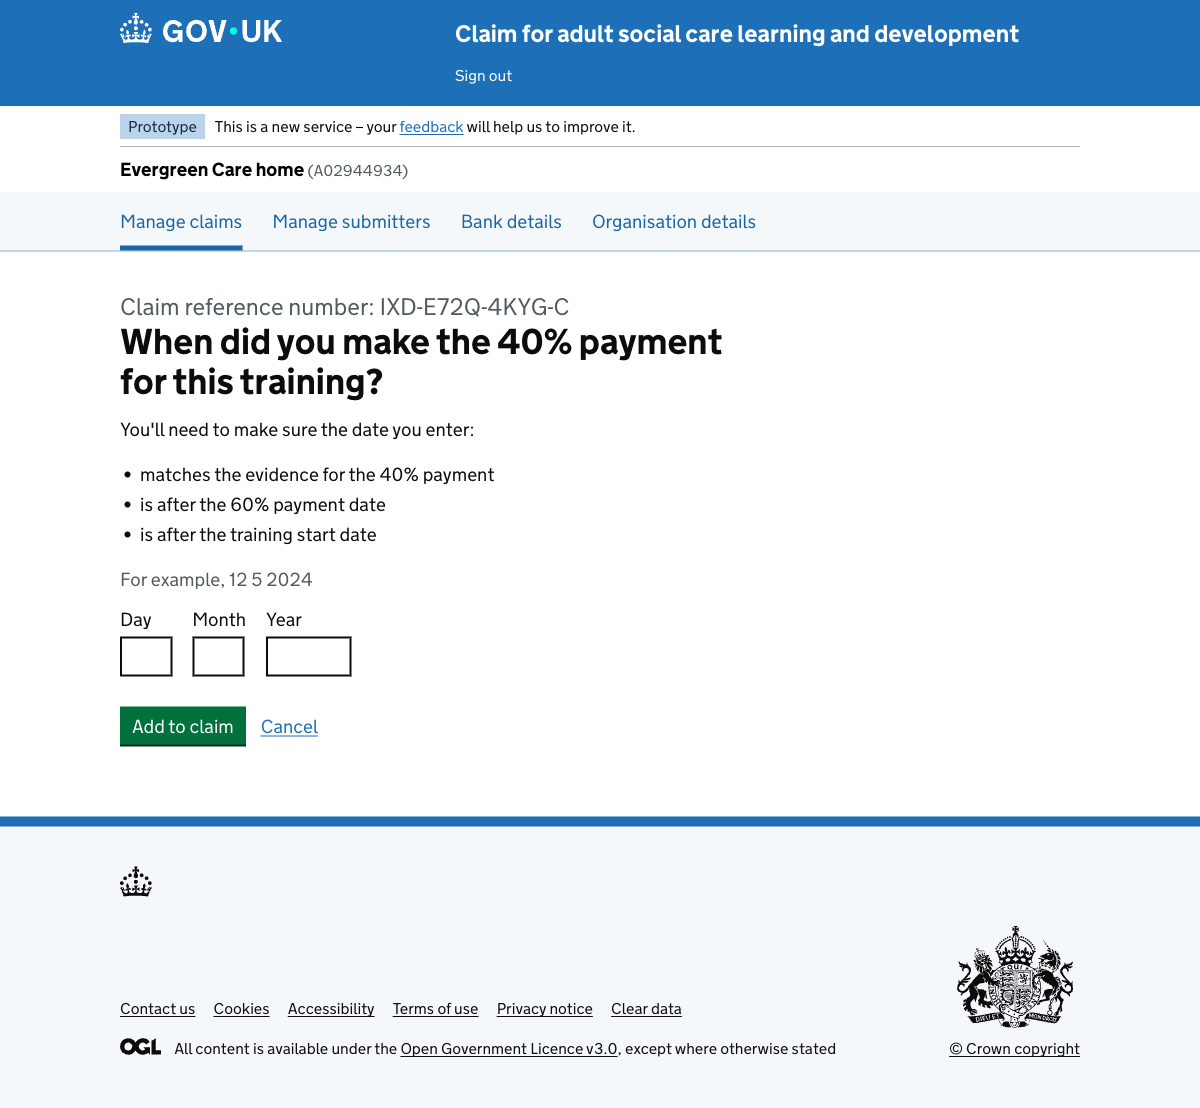 GOV·UK
Claim for adult social care learning and development
Sign out
Prototype This is a new service – your feedback will help us to improve it.
Evergreen Care home (A02944934)
Manage claims Manage submitters Bank details Organisation details
Claim reference number: IXD-E72Q-4KYG-C
When did you make the 40% payment
for this training?
You'll need to make sure the date you enter:
• matches the evidence for the 40% payment
• is after the 60% payment date
• is after the training start date
For example, 12 5 2024
Day Month Year
Add to claim Cancel
Contact us Cookies Accessibility Terms of use Privacy notice Clear data
OGL All content is available under the Open Government Licence v3.0, except where otherwise stated
© Crown copyright